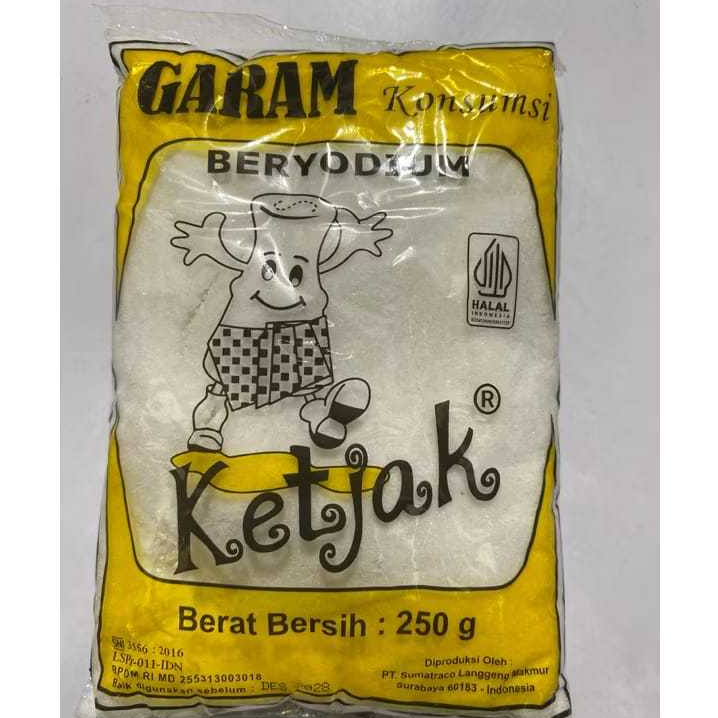 GARAM Konsumsi
BERYODIUM
HALAL
INDONESIA
Ketjak ®
Berat Bersih : 250 g
SNI 3556 : 2016
LSPr-011-IDN
BPOM RI MD 255313003018
Baik digunakan sebelum : DES 2028
Diproduksi Oleh :
PT. Sumatraco Langgeng Makmur
Surabaya 60183 - Indonesia